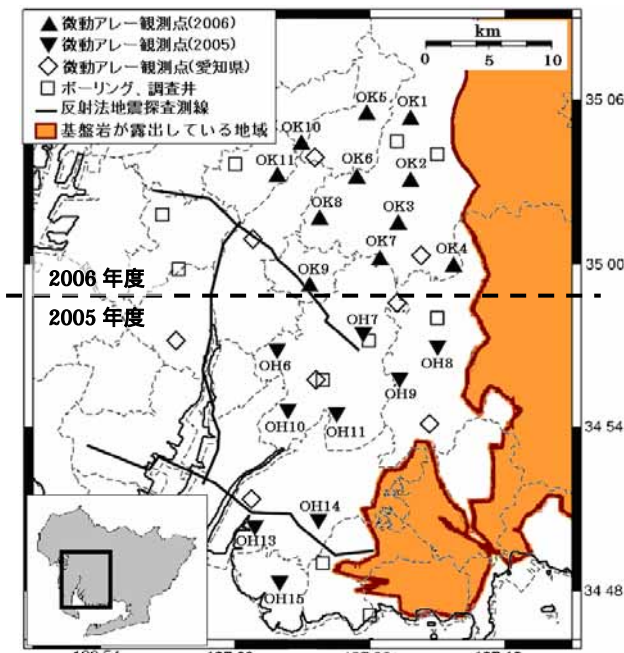 微動アレー観測点(2006)
微動アレー観測点(2005)
微動アレー観測点(愛知県)
ボーリング、調査井
反射法地震探査測線
基盤岩が露出している地域
km
0 5 10
OK5
OK1
35 06
OK10
OK11
OK6
OK2
OK8
OK3
OK7
OK4
35 00
OK9
2006 年度
2005 年度
OH7
OH6
OH8
OH9
OH10
OH11
34 54
OH14
OH13
OH15
34 48